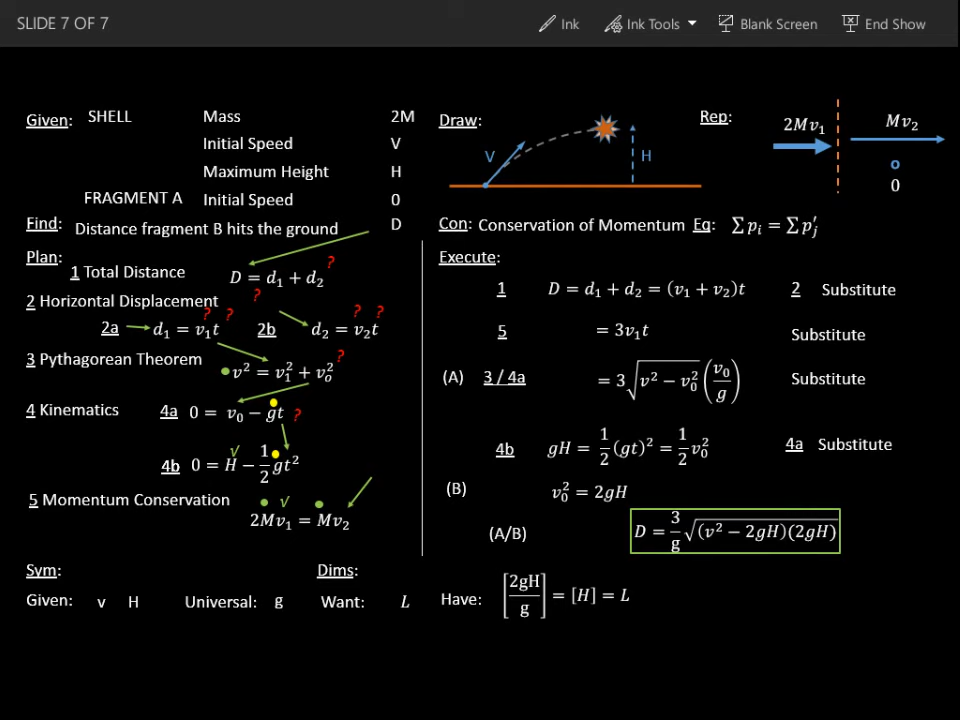 SLIDE 7 OF 7
Ink
Ink Tools
Blank Screen
End Show
Given: SHELL Mass 2M
Initial Speed V
Maximum Height H
FRAGMENT A Initial Speed 0
Find: Distance fragment B hits the ground D
Plan:
1 Total Distance D = d₁ + d₂ ?
2 Horizontal Displacement ?
? ? ? ?
2a d₁ = v₁t 2b d₂ = v₂t
3 Pythagorean Theorem ?
v² = v₁² + v₀²
4 Kinematics 4a 0 = v₀ − gt ?
√
4b 0 = H − 1/2 gt²
5 Momentum Conservation √
2Mv₁ = Mv₂
Sym: Dims:
Given: v H Universal: g Want: L
Draw:
V
H
Rep:
2Mv₁ Mv₂
o
0
Con: Conservation of Momentum Eq: ∑pᵢ = ∑pⱼ′
Execute:
1 D = d₁ + d₂ = (v₁ + v₂)t 2 Substitute
5 = 3v₁t Substitute
(A) 3 / 4a = 3√(v² − v₀²) (v₀/g) Substitute
4b gH = 1/2 (gt)² = 1/2 v₀² 4a Substitute
(B) v₀² = 2gH
(A/B) D = 3/g √((v² − 2gH)(2gH))
Have: [2gH/g] = [H] = L